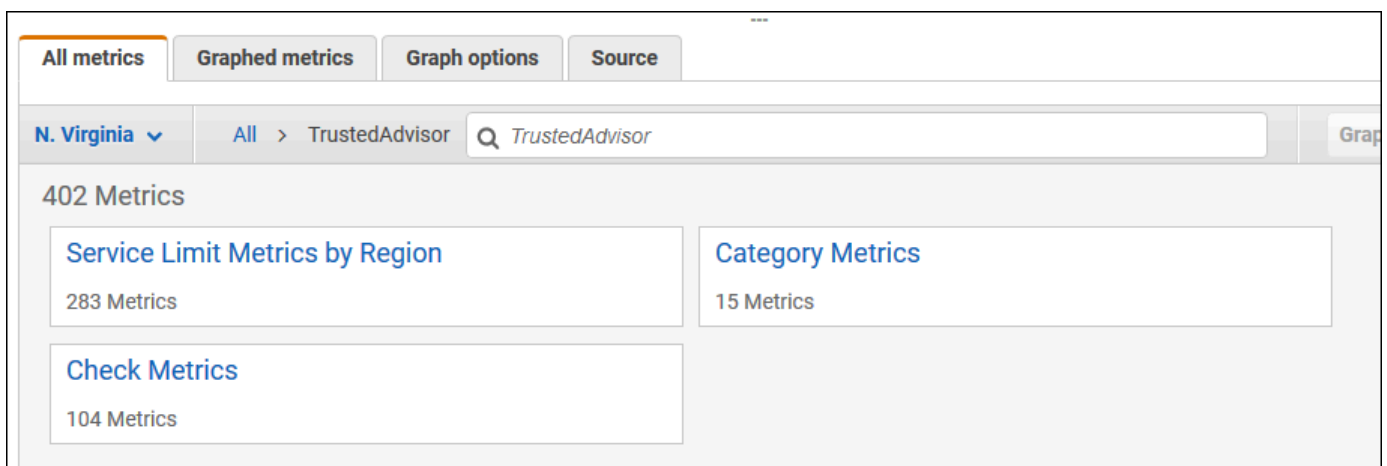 All metrics Graphed metrics Graph options Source
N. Virginia All > TrustedAdvisor TrustedAdvisor Grap
402 Metrics
Service Limit Metrics by Region Category Metrics
283 Metrics 15 Metrics
Check Metrics
104 Metrics